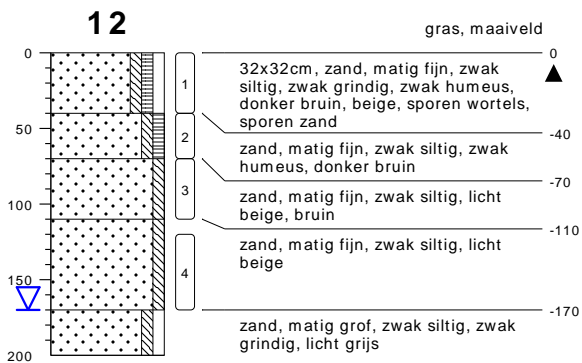 12
gras, maaiveld
0
0
32x32cm, zand, matig fijn, zwak
siltig, zwak grindig, zwak humeus,
donker bruin, beige, sporen wortels,
sporen zand
1
-40
50
2
zand, matig fijn, zwak siltig, zwak
humeus, donker bruin
-70
3
zand, matig fijn, zwak siltig, licht
beige, bruin
100
-110
zand, matig fijn, zwak siltig, licht
beige
4
150
-170
zand, matig grof, zwak siltig, zwak
grindig, licht grijs
200